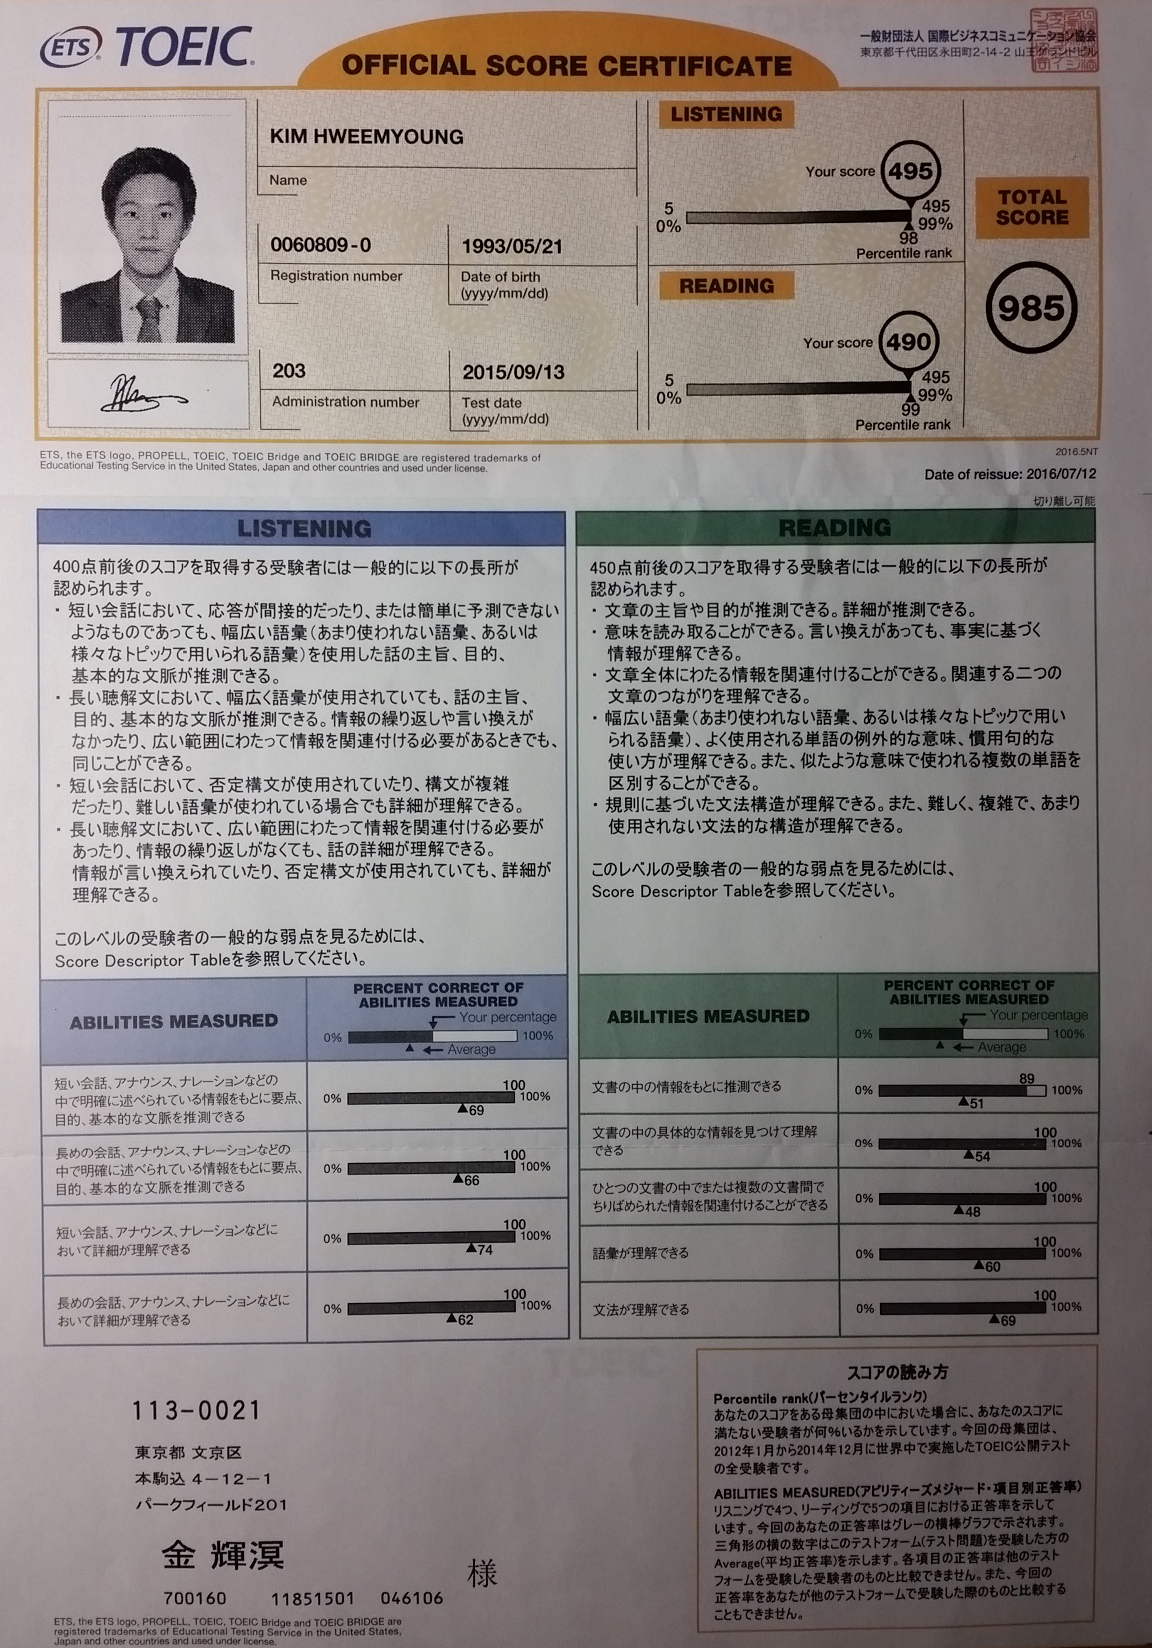 ETS TOEIC
OFFICIAL SCORE CERTIFICATE
一般財団法人 国際ビジネスコミュニケーション協会
東京都千代田区永田町2-14-2 山王グランドビル
KIM HWEEMYOUNG
Name
0060809-0
Registration number
1993/05/21
Date of birth
(yyyy/mm/dd)
203
Administration number
2015/09/13
Test date
(yyyy/mm/dd)
LISTENING
Your score 495
5 495
0% 99%
98
Percentile rank
READING
Your score 490
5 495
0% 99%
99
Percentile rank
TOTAL
SCORE
985
ETS, the ETS logo, PROPELL, TOEIC, TOEIC Bridge and TOEIC BRIDGE are registered trademarks of
Educational Testing Service in the United States, Japan and other countries and used under license.
2016.5NT
Date of reissue: 2016/07/12
切り離し可能
LISTENING
400点前後のスコアを取得する受験者には一般的に以下の長所が
認められます。
・ 短い会話において、応答が間接的だったり、または簡単に予測できない
ようなものであっても、幅広い語彙(あまり使われない語彙、あるいは
様々なトピックで用いられる語彙)を使用した話の主旨、目的、
基本的な文脈が推測できる。
・ 長い聴解文において、幅広く語彙が使用されていても、話の主旨、
目的、基本的な文脈が推測できる。情報の繰り返しや言い換えが
なかったり、広い範囲にわたって情報を関連付ける必要があるときでも、
同じことができる。
・ 短い会話において、否定構文が使用されていたり、構文が複雑
だったり、難しい語彙が使われている場合でも詳細が理解できる。
・ 長い聴解文において、広い範囲にわたって情報を関連付ける必要が
あったり、情報の繰り返しがなくても、話の詳細が理解できる。
情報が言い換えられていたり、否定構文が使用されていても、詳細が
理解できる。
このレベルの受験者の一般的な弱点を見るためには、
Score Descriptor Tableを参照してください。
ABILITIES MEASURED
PERCENT CORRECT OF
ABILITIES MEASURED
Your percentage
0% 100%
Average
短い会話、アナウンス、ナレーションなどの
中で明確に述べられている情報をもとに要点、
目的、基本的な文脈を推測できる
100
0% 100%
69
長めの会話、アナウンス、ナレーションなどの
中で明確に述べられている情報をもとに要点、
目的、基本的な文脈を推測できる
100
0% 100%
66
短い会話、アナウンス、ナレーションなどに
おいて詳細が理解できる
100
0% 100%
74
長めの会話、アナウンス、ナレーションなどに
おいて詳細が理解できる
100
0% 100%
62
READING
450点前後のスコアを取得する受験者には一般的に以下の長所が
認められます。
・ 文章の主旨や目的が推測できる。詳細が推測できる。
・ 意味を読み取ることができる。言い換えがあっても、事実に基づく
情報が理解できる。
・ 文章全体にわたる情報を関連付けることができる。関連する二つの
文章のつながりを理解できる。
・ 幅広い語彙(あまり使われない語彙、あるいは様々なトピックで用い
られる語彙)、よく使用される単語の例外的な意味、慣用句的な
使い方が理解できる。また、似たような意味で使われる複数の単語を
区別することができる。
・ 規則に基づいた文法構造が理解できる。また、難しく、複雑で、あまり
使用されない文法的な構造が理解できる。
このレベルの受験者の一般的な弱点を見るためには、
Score Descriptor Tableを参照してください。
ABILITIES MEASURED
PERCENT CORRECT OF
ABILITIES MEASURED
Your percentage
0% 100%
Average
文書の中の情報をもとに推測できる
89
0% 100%
51
文書の中の具体的な情報を見つけて理解
できる
100
0% 100%
54
ひとつの文書の中でまたは複数の文書間で
ちりばめられた情報を関連付けることができる
100
0% 100%
48
語彙が理解できる
100
0% 100%
60
文法が理解できる
100
0% 100%
69
113-0021
東京都 文京区
本駒込 4-12-1
パークフィールド201
金 輝溟 様
700160 11851501 046106
ETS, the ETS logo, PROPELL, TOEIC, TOEIC Bridge and TOEIC BRIDGE are
registered trademarks of Educational Testing Service in the United States,
Japan and other countries and used under license.
スコアの読み方
Percentile rank(パーセンタイルランク)
あなたのスコアをある母集団の中においた場合に、あなたのスコアに
満たない受験者が何%いるかを示しています。今回の母集団は、
2012年1月から2014年12月に世界中で実施したTOEIC公開テスト
の全受験者です。
ABILITIES MEASURED(アビリティーズメジャード・項目別正答率)
リスニングで4つ、リーディングで5つの項目における正答率を示して
います。今回のあなたの正答率はグレーの横棒グラフで示されます。
三角形の横の数字はこのテストフォーム(テスト問題)を受験した方の
Average(平均正答率)を示します。各項目の正答率は他のテスト
フォームを受験した受験者のものと比較できません。また、今回の
正答率をあなたが他のテストフォームで受験した際のものと比較する
こともできません。